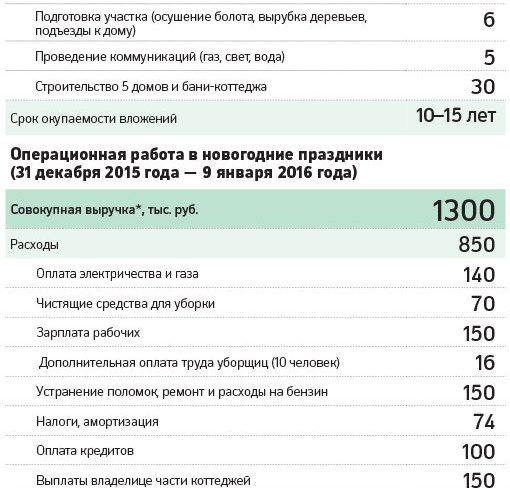 Подготовка участка (осушение болота, вырубка деревьев,
подъезды к дому) 6
Проведение коммуникаций (газ, свет, вода) 5
Строительство 5 домов и бани-коттеджа 30
Срок окупаемости вложений 10–15 лет
Операционная работа в новогодние праздники
(31 декабря 2015 года — 9 января 2016 года)
Совокупная выручка*, тыс. руб. 1300
Расходы 850
Оплата электричества и газа 140
Чистящие средства для уборки 70
Зарплата рабочих 150
Дополнительная оплата труда уборщиц (10 человек) 16
Устранение поломок, ремонт и расходы на бензин 150
Налоги, амортизация 74
Оплата кредитов 100
Выплаты владелице части коттеджей 150